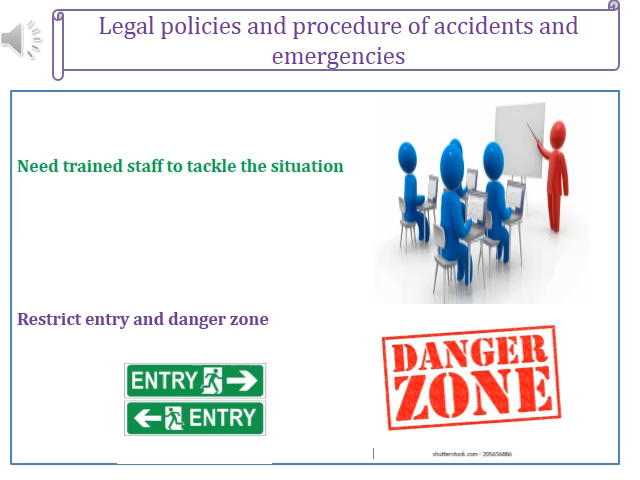 Legal policies and procedure of accidents and
emergencies
Need trained staff to tackle the situation
Restrict entry and danger zone
ENTRY
ENTRY
DANGER
ZONE
shutterstock.com · 205656886